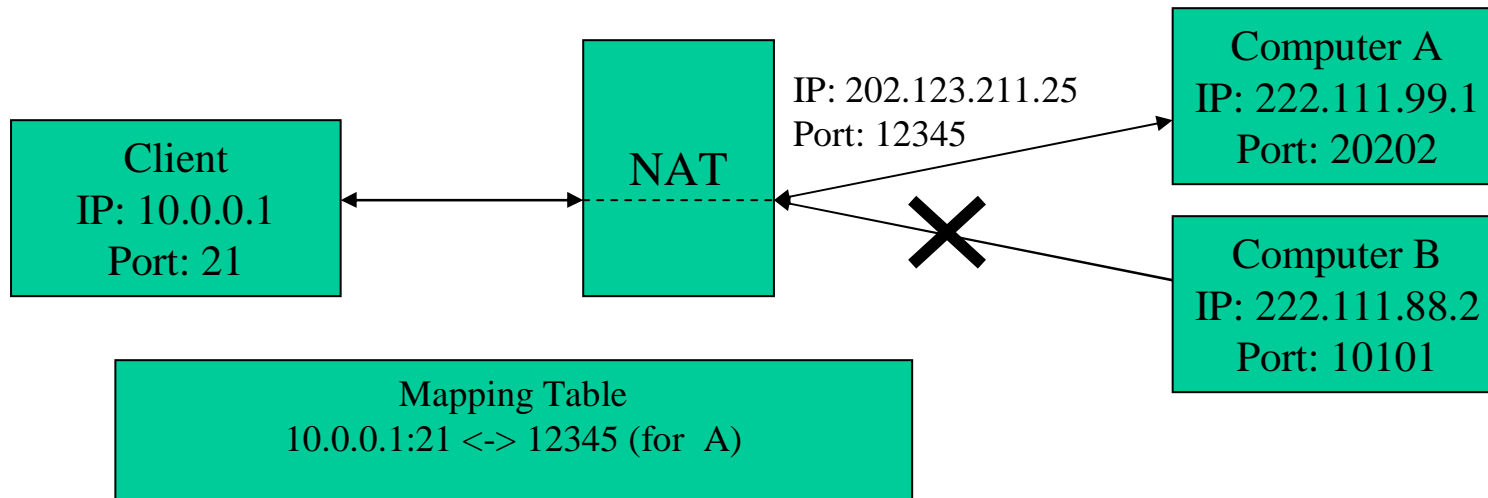 Client
IP: 10.0.0.1
Port: 21
NAT
IP: 202.123.211.25
Port: 12345
Computer A
IP: 222.111.99.1
Port: 20202
Computer B
IP: 222.111.88.2
Port: 10101
Mapping Table
10.0.0.1:21 <-> 12345 (for  A)